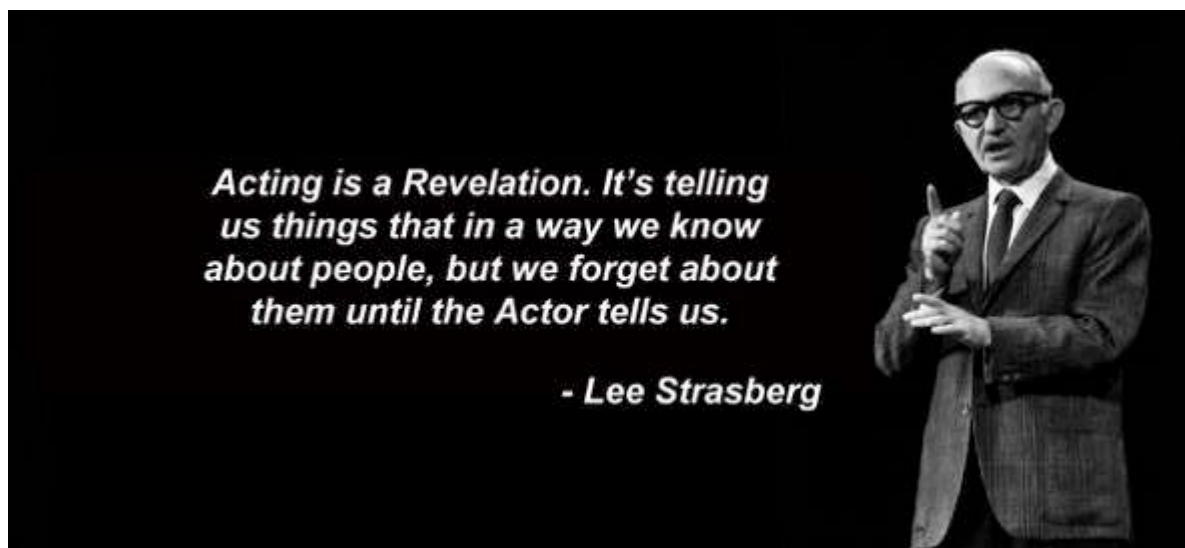 Acting is a Revelation. It's telling
us things that in a way we know
about people, but we forget about
them until the Actor tells us.
- Lee Strasberg